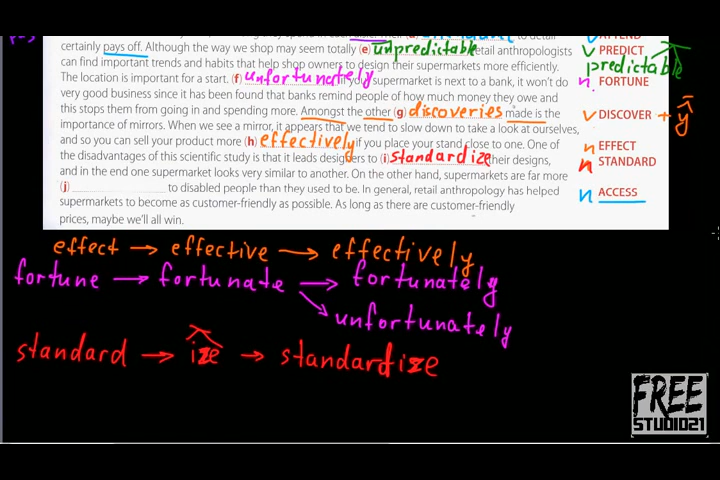 certainly pays off. Although the way we shop may seem totally (e) unpredictable retail anthropologists PREDICT
can find important trends and habits that help shop owners to design their supermarkets more efficiently. predictable
The location is important for a start. (f) unfortunately if your supermarket is next to a bank, it won't do n FORTUNE
very good business since it has been found that banks remind people of how much money they owe and
this stops them from going in and spending more. Amongst the other (g) discoveries made is the v DISCOVER + y
importance of mirrors. When we see a mirror, it appears that we tend to slow down to take a look at ourselves,
and so you can sell your product more (h) effectively if you place your stand close to one. One of n EFFECT
the disadvantages of this scientific study is that it leads designers to (i) standardize their designs, n STANDARD
and in the end one supermarket looks very similar to another. On the other hand, supermarkets are far more
(j) to disabled people than they used to be. In general, retail anthropology has helped n ACCESS
supermarkets to become as customer-friendly as possible. As long as there are customer-friendly
prices, maybe we'll all win.
effect → effective → effectively
fortune → fortunate → fortunately
unfortunately
standard → ize → standardize
FREE
STUDIO21